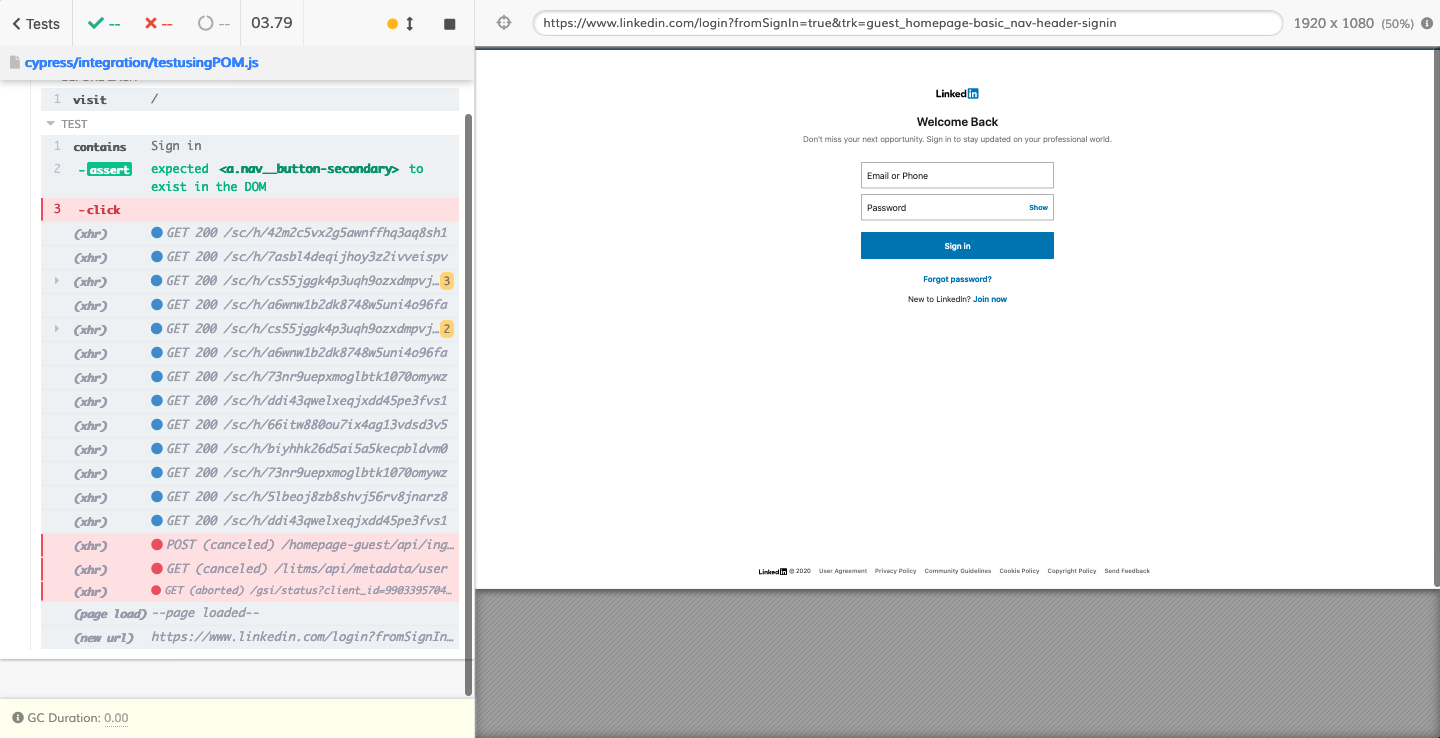 Tests
--
--
--
03.79
https://www.linkedin.com/login?fromSignIn=true&trk=guest_homepage-basic_nav-header-signin
1920 x 1080 (50%)
cypress/integration/testusingPOM.js
1 visit /
TEST
1 contains Sign in
2 - assert expected <a.nav__button-secondary> to
exist in the DOM
3 - click
(xhr) GET 200 /sc/h/42m2c5vx2g5awnffhq3aq8sh1
(xhr) GET 200 /sc/h/7asbl4deqijhoy3z2ivveispv
(xhr) GET 200 /sc/h/cs55jggk4p3uqh9ozxdmpvj… 3
(xhr) GET 200 /sc/h/a6wnw1b2dk8748w5uni4o96fa
(xhr) GET 200 /sc/h/cs55jggk4p3uqh9ozxdmpvj… 2
(xhr) GET 200 /sc/h/a6wnw1b2dk8748w5uni4o96fa
(xhr) GET 200 /sc/h/73nr9uepxmoglbtk1070omywz
(xhr) GET 200 /sc/h/ddi43qwelxeqjxdd45pe3fvs1
(xhr) GET 200 /sc/h/66itw880ou7ix4ag13vdsd3v5
(xhr) GET 200 /sc/h/biyhhk26d5ai5a5kecpbldvm0
(xhr) GET 200 /sc/h/73nr9uepxmoglbtk1070omywz
(xhr) GET 200 /sc/h/5lbeoj8zb8shvj56rv8jnarz8
(xhr) GET 200 /sc/h/ddi43qwelxeqjxdd45pe3fvs1
(xhr) POST (canceled) /homepage-guest/api/ing…
(xhr) GET (canceled) /litms/api/metadata/user
(xhr) GET (aborted) /gsi/status?client_id=9903395704…
(page load) --page loaded--
(new url) https://www.linkedin.com/login?fromSignIn…
GC Duration: 0.00
Linkedin
Welcome Back
Don't miss your next opportunity. Sign in to stay updated on your professional world.
Email or Phone
Password Show
Sign in
Forgot password?
New to LinkedIn? Join now
Linkedin © 2020 User Agreement Privacy Policy Community Guidelines Cookie Policy Copyright Policy Send Feedback